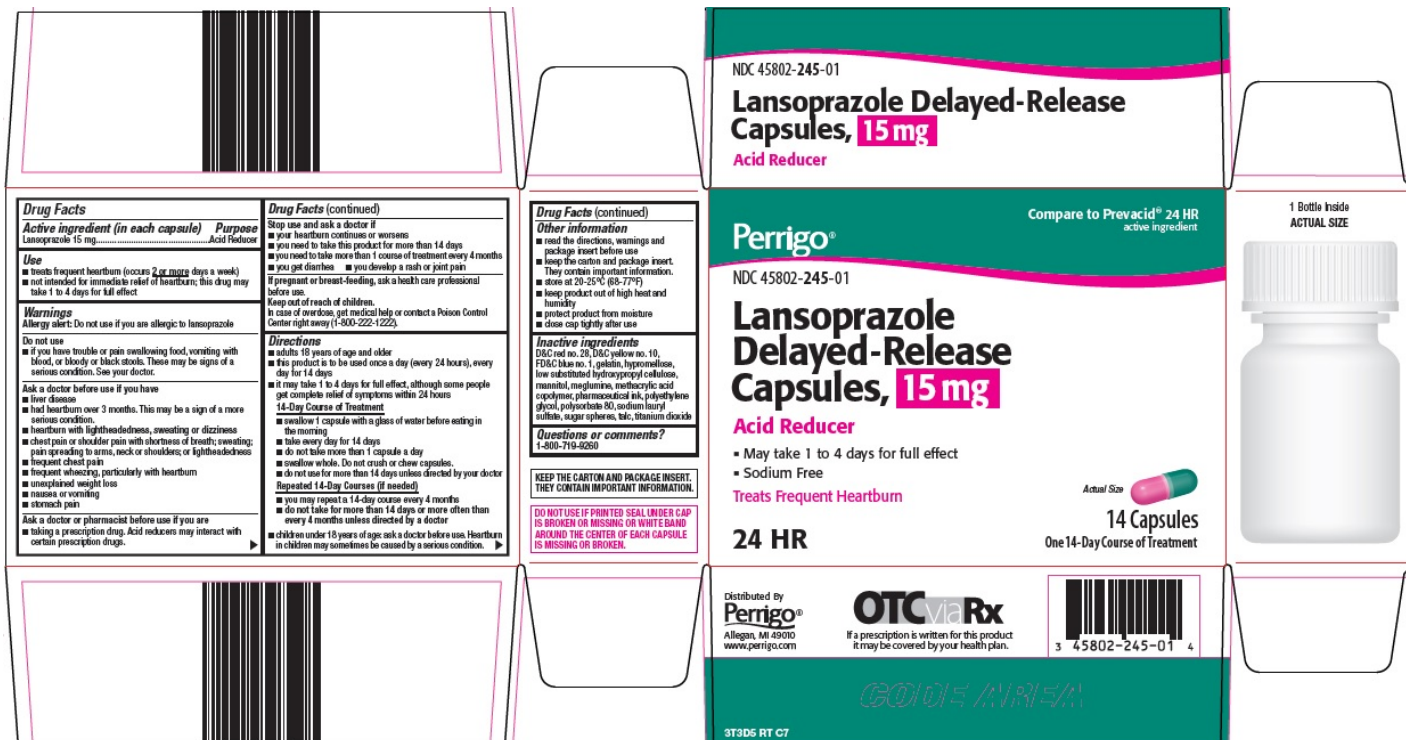 Drug Facts
Active ingredient (in each capsule) Purpose
Lansoprazole 15 mg..................................................Acid Reducer
Use
■ treats frequent heartburn (occurs 2 or more days a week)
■ not intended for immediate relief of heartburn; this drug may
take 1 to 4 days for full effect
Warnings
Allergy alert: Do not use if you are allergic to lansoprazole
Do not use
■ if you have trouble or pain swallowing food, vomiting with
blood, or bloody or black stools. These may be signs of a
serious condition. See your doctor.
Ask a doctor before use if you have
■ liver disease
■ had heartburn over 3 months. This may be a sign of a more
serious condition.
■ heartburn with lightheadedness, sweating or dizziness
■ chest pain or shoulder pain with shortness of breath; sweating;
pain spreading to arms, neck or shoulders; or lightheadedness
■ frequent chest pain
■ frequent wheezing, particularly with heartburn
■ unexplained weight loss
■ nausea or vomiting
■ stomach pain
Ask a doctor or pharmacist before use if you are
■ taking a prescription drug. Acid reducers may interact with
certain prescription drugs.
Drug Facts (continued)
Stop use and ask a doctor if
■ your heartburn continues or worsens
■ you need to take this product for more than 14 days
■ you need to take more than 1 course of treatment every 4 months
■ you get diarrhea ■ you develop a rash or joint pain
If pregnant or breast-feeding, ask a health care professional
before use.
Keep out of reach of children.
In case of overdose, get medical help or contact a Poison Control
Center right away (1-800-222-1222).
Directions
■ adults 18 years of age and older
■ this product is to be used once a day (every 24 hours), every
day for 14 days
■ it may take 1 to 4 days for full effect, although some people
get complete relief of symptoms within 24 hours
14-Day Course of Treatment
■ swallow 1 capsule with a glass of water before eating in
the morning
■ take every day for 14 days
■ do not take more than 1 capsule a day
■ swallow whole. Do not crush or chew capsules.
■ do not use for more than 14 days unless directed by your doctor
Repeated 14-Day Courses (if needed)
■ you may repeat a 14-day course every 4 months
■ do not take for more than 14 days or more often than
every 4 months unless directed by a doctor
■ children under 18 years of age: ask a doctor before use. Heartburn
in children may sometimes be caused by a serious condition.
Drug Facts (continued)
Other information
■ read the directions, warnings and
package insert before use
■ keep the carton and package insert.
They contain important information.
■ store at 20-25°C (68-77°F)
■ keep product out of high heat and
humidity
■ protect product from moisture
■ close cap tightly after use
Inactive ingredients
D&C red no. 28, D&C yellow no. 10,
FD&C blue no. 1, gelatin, hypromellose,
low substituted hydroxypropyl cellulose,
mannitol, meglumine, methacrylic acid
copolymer, pharmaceutical ink, polyethylene
glycol, polysorbate 80, sodium lauryl
sulfate, sugar spheres, talc, titanium dioxide
Questions or comments?
1-800-719-9260
KEEP THE CARTON AND PACKAGE INSERT.
THEY CONTAIN IMPORTANT INFORMATION.
DO NOT USE IF PRINTED SEAL UNDER CAP
IS BROKEN OR MISSING OR WHITE BAND
AROUND THE CENTER OF EACH CAPSULE
IS MISSING OR BROKEN.
NDC 45802-245-01
Lansoprazole Delayed-Release
Capsules, 15 mg
Acid Reducer
Compare to Prevacid® 24 HR
active ingredient
Perrigo®
NDC 45802-245-01
Lansoprazole
Delayed-Release
Capsules, 15 mg
Acid Reducer
▪ May take 1 to 4 days for full effect
▪ Sodium Free
Treats Frequent Heartburn
24 HR
Actual Size
14 Capsules
One 14-Day Course of Treatment
Distributed By
Perrigo®
Allegan, MI 49010
www.perrigo.com
OTCviaRx
If a prescription is written for this product
it may be covered by your health plan.
3 45802-245-01 4
CODE AREA
3T3D5 RT C7
1 Bottle Inside
ACTUAL SIZE